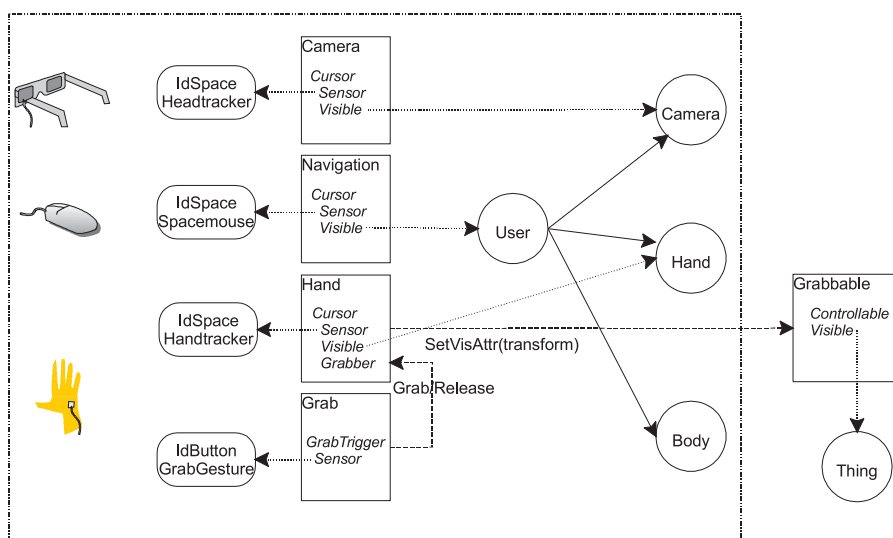 Camera
Cursor
Sensor
Visible
IdSpace
Headtracker
Camera
Navigation
Cursor
Sensor
Visible
IdSpace
Spacemouse
User
Hand
Hand
Cursor
Sensor
Visible
Grabber
IdSpace
Handtracker
SetVisAttr(transform)
Grabbable
Controllable
Visible
Grab/Release
Grab
GrabTrigger
Sensor
IdButton
GrabGesture
Body
Thing